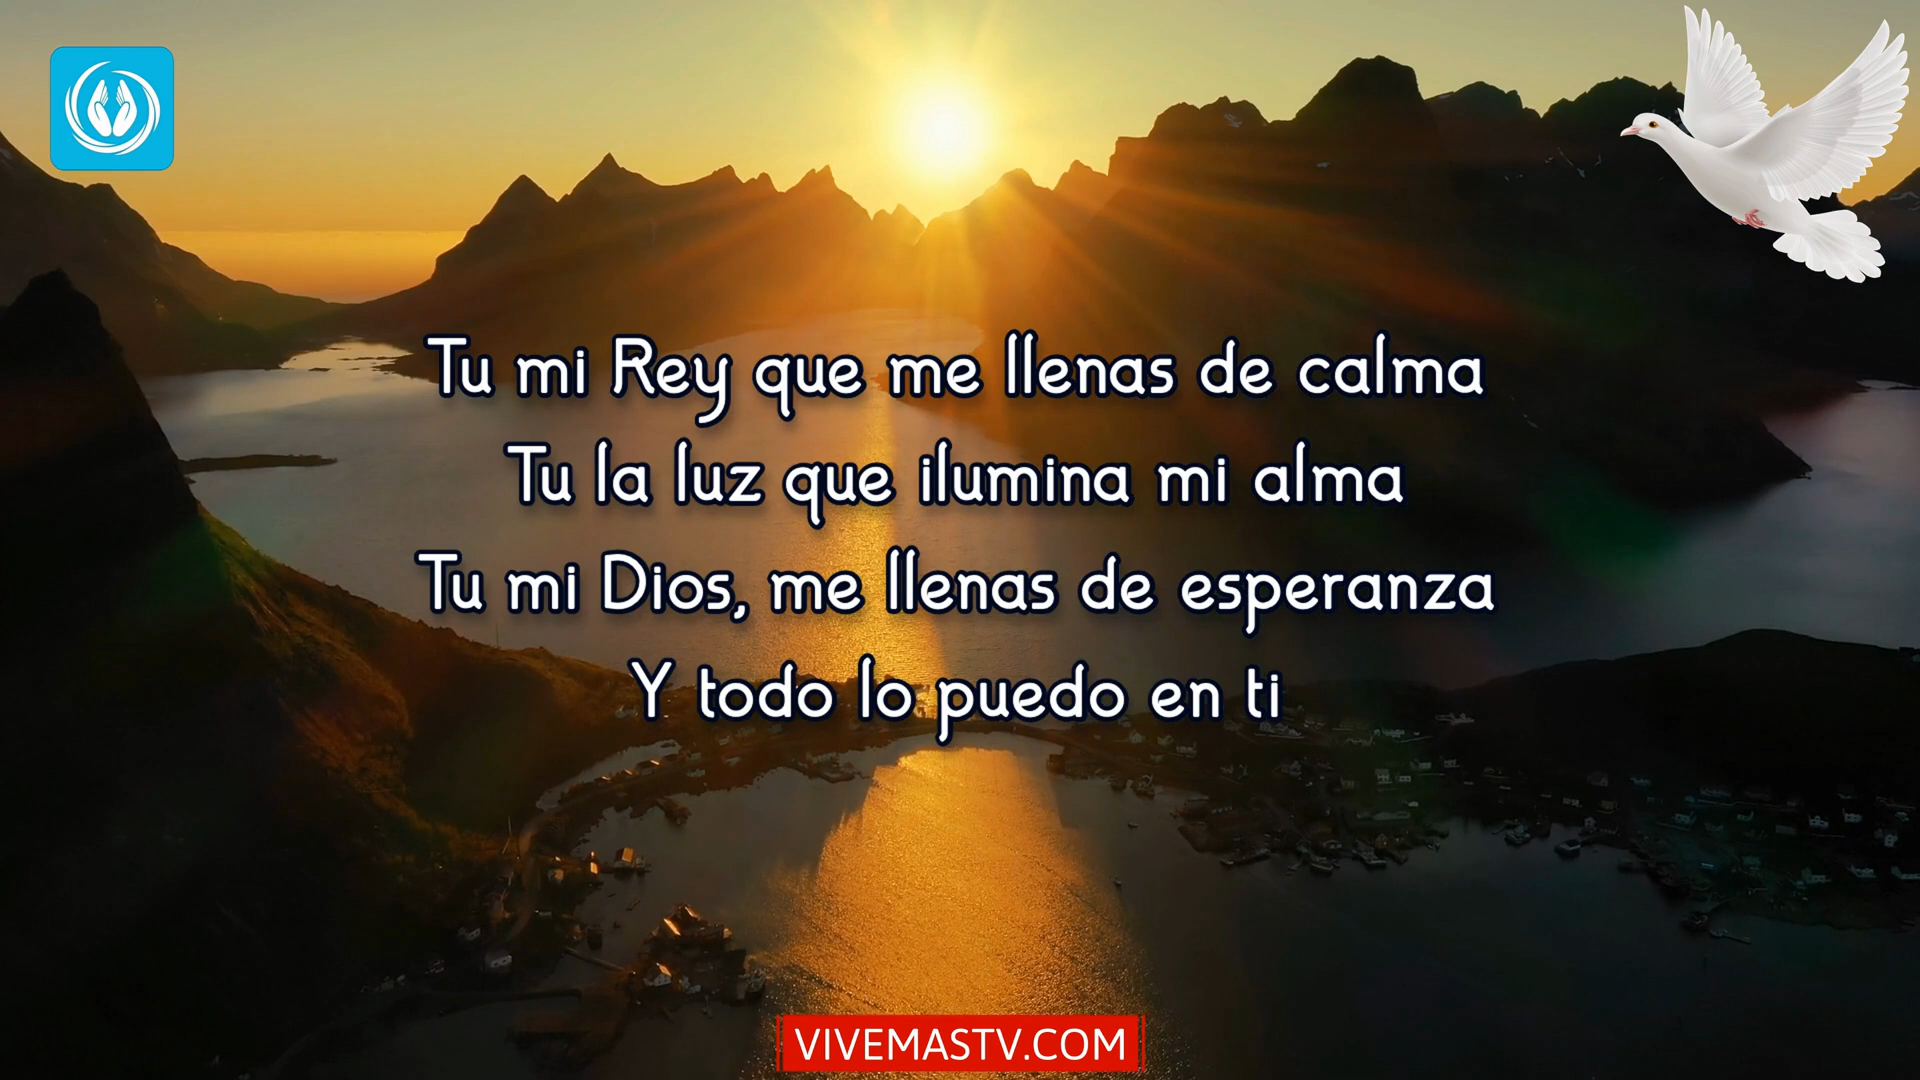 Tu mi Rey que me llenas de calma
Tu la luz que ilumina mi alma
Tu mi Dios, me llenas de esperanza
Y todo lo puedo en ti
VIVEMASTV.COM